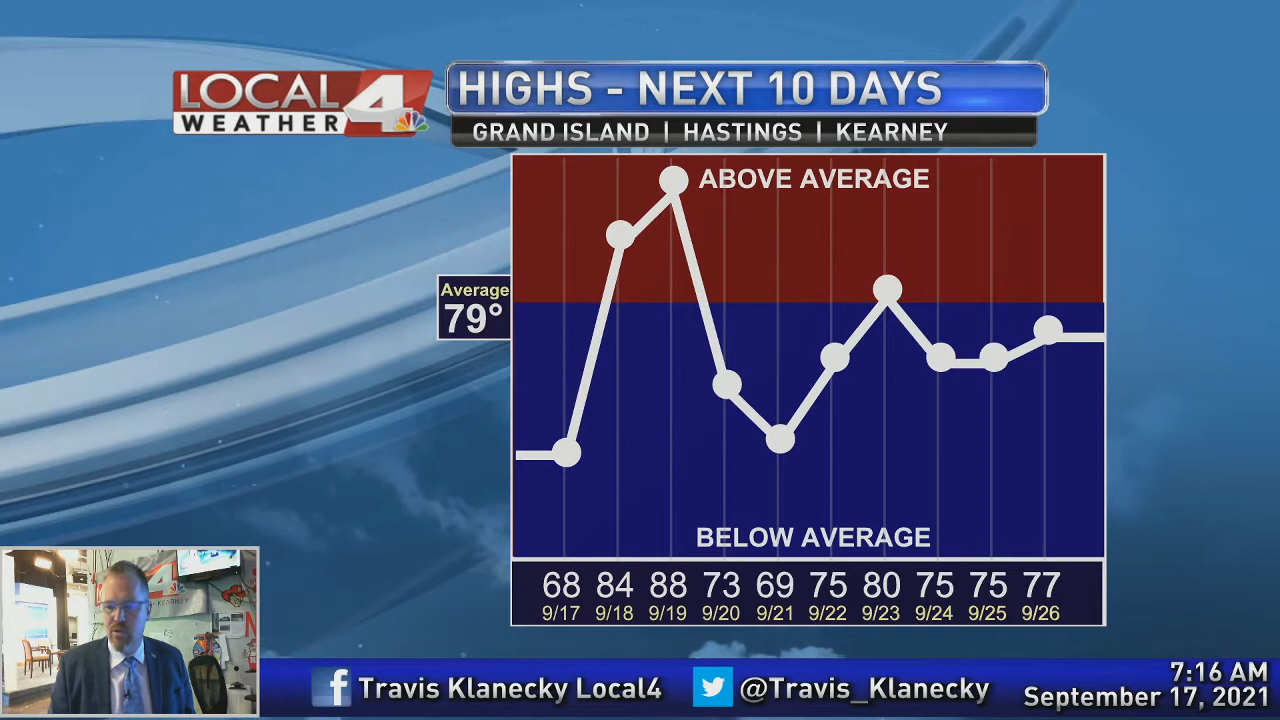 LOCAL 4
WEATHER
HIGHS - NEXT 10 DAYS
GRAND ISLAND | HASTINGS | KEARNEY
ABOVE AVERAGE
Average
79°
BELOW AVERAGE
68 84 88 73 69 75 80 75 75 77
9/17 9/18 9/19 9/20 9/21 9/22 9/23 9/24 9/25 9/26
4
KEARNEY
f Travis Klanecky Local4
@Travis_Klanecky
7:16 AM
September 17, 2021